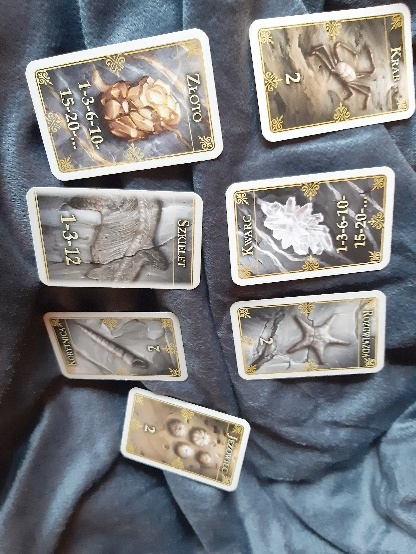 ZŁOTO
1-3-6-10-
15-20-...
KRAB
2
SZKIELET
1-3-12
KWARC
1-3-6-10-
15-20-...
2
ROZGWIAZDA
2
JEŻOWIEC
2